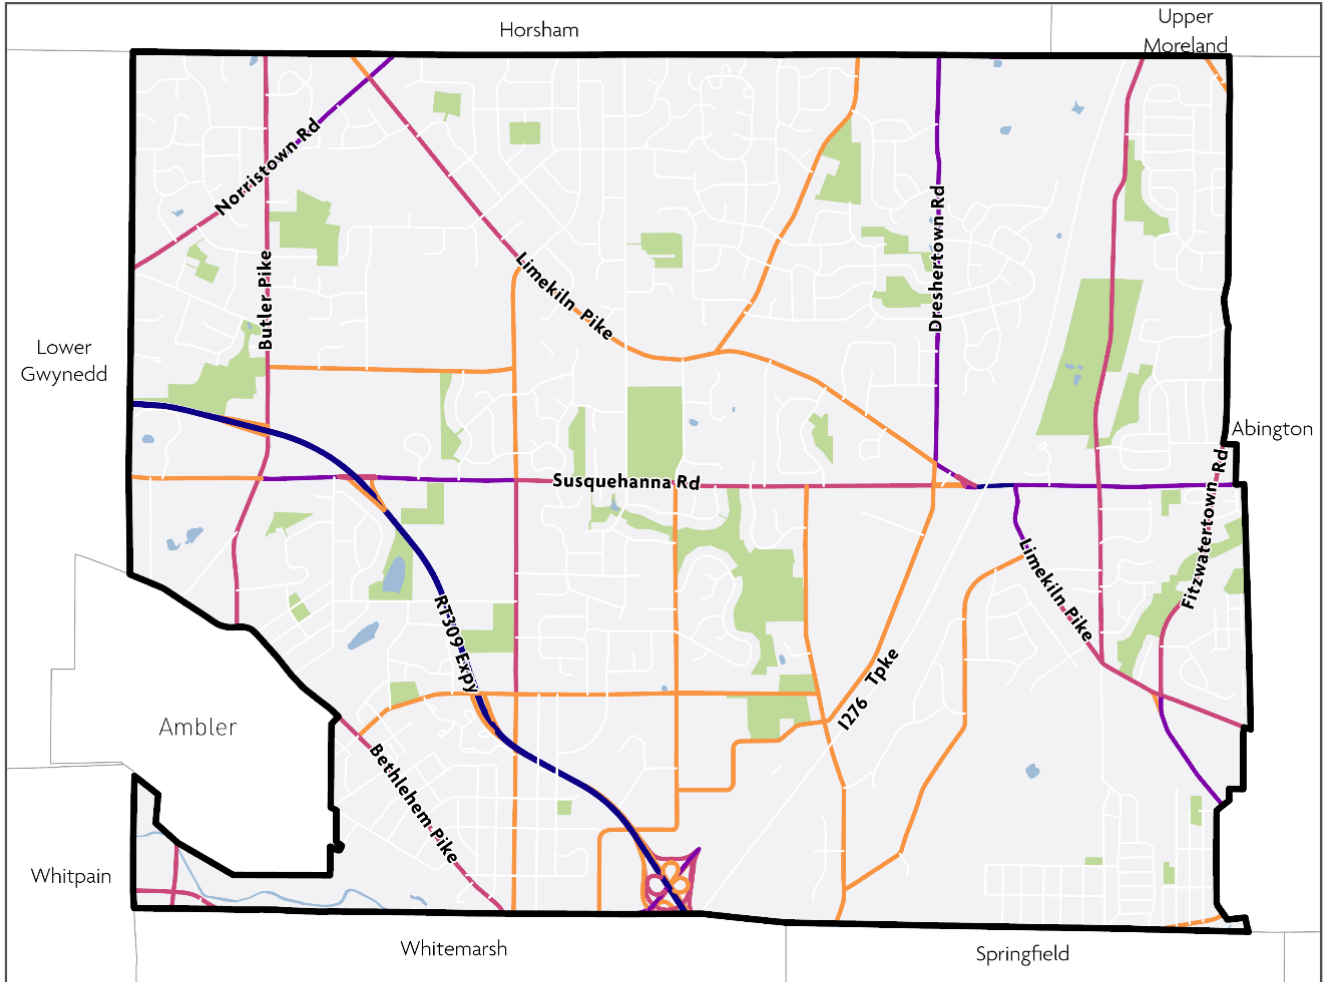 Horsham
Upper
Moreland
Norristown Rd
Butler Pike
Limekiln Pike
Dreshertown Rd
Lower
Gwynedd
Abington
Susquehanna Rd
Fitzwatertown Rd
Limekiln Pike
RT309 Expy
I276 Tpke
Ambler
Bethlehem Pike
Whitpain
Whitemarsh
Springfield